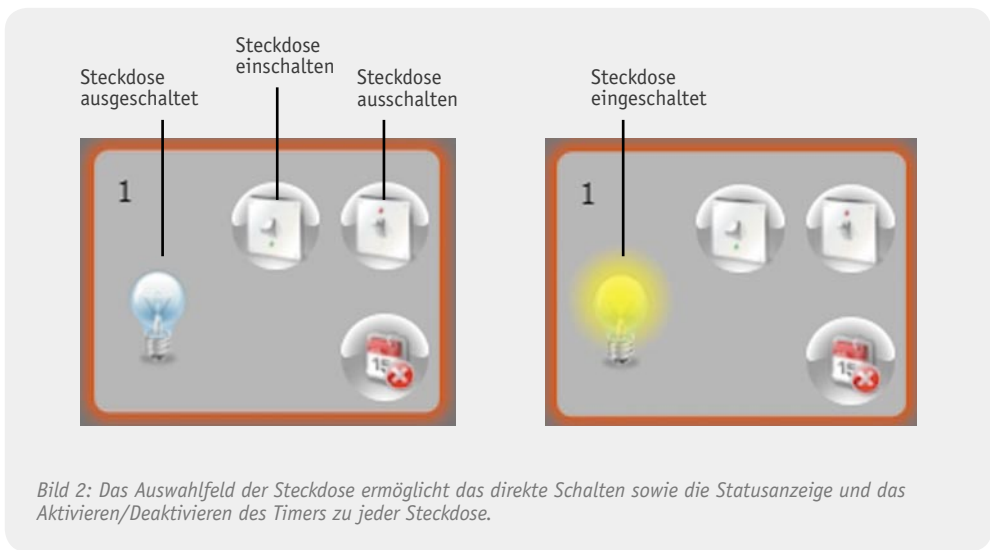 Steckdose
einschalten
Steckdose
ausgeschaltet
Steckdose
ausschalten
Steckdose
eingeschaltet
1
15
1
15
Bild 2: Das Auswahlfeld der Steckdose ermöglicht das direkte Schalten sowie die Statusanzeige und das
Aktivieren/Deaktivieren des Timers zu jeder Steckdose.